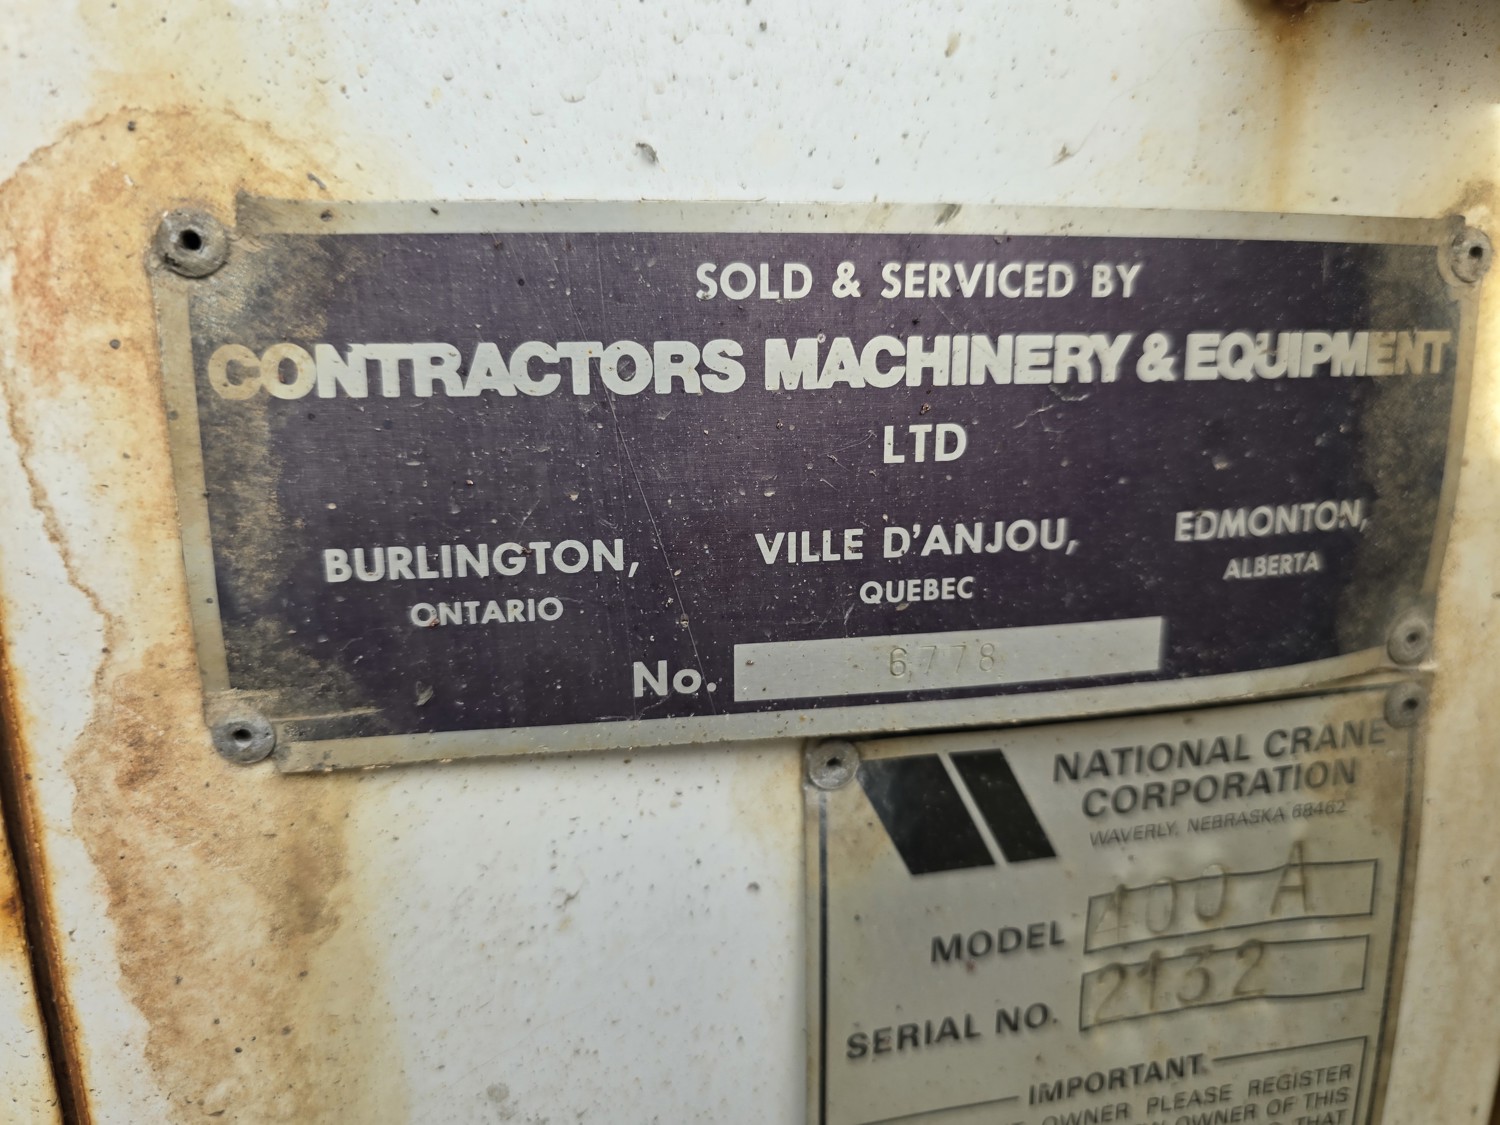 SOLD & SERVICED BY
CONTRACTORS MACHINERY & EQUIPMENT
LTD
BURLINGTON,
ONTARIO
VILLE D'ANJOU,
QUEBEC
EDMONTON,
ALBERTA
No. 6778
NATIONAL CRANE
CORPORATION
WAVERLY, NEBRASKA 68462
MODEL 400 A
SERIAL NO. 2132
IMPORTANT
OWNER PLEASE REGISTER
OWNER OF THIS
THAT